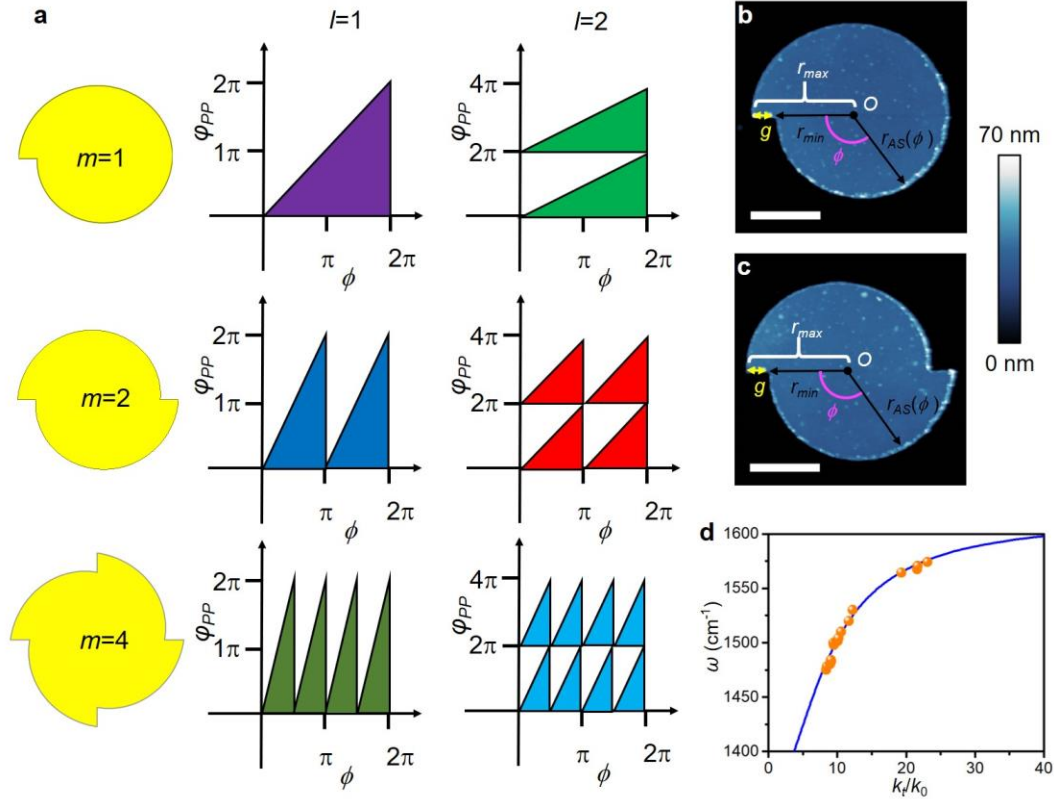 a
l=1
l=2
m=1
φPP
2π
1π
π
ϕ
2π
φPP
4π
2π
π
ϕ
2π
m=2
φPP
2π
1π
π
ϕ
2π
φPP
4π
2π
π
ϕ
2π
m=4
φPP
2π
1π
π
ϕ
2π
φPP
4π
2π
π
ϕ
2π
b
rmax
O
g
rmin
ϕ
rAS(ϕ)
70 nm
0 nm
c
rmax
O
g
rmin
ϕ
rAS(ϕ)
d
ω (cm⁻¹)
1600
1550
1500
1450
1400
0 10 20 30 40
kt/k0